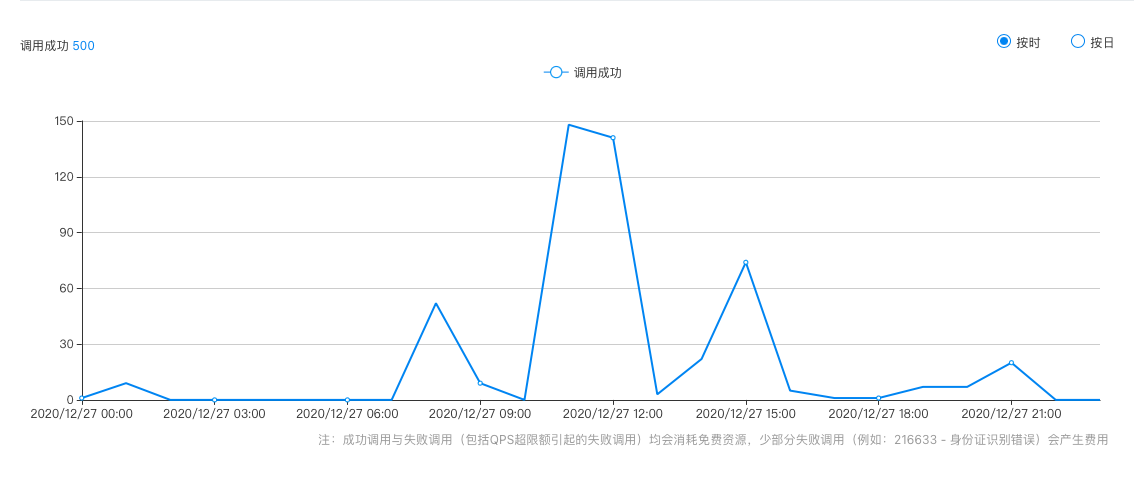 调用成功 500
按时 按日
调用成功
150
120
90
60
30
0
2020/12/27 00:00 2020/12/27 03:00 2020/12/27 06:00 2020/12/27 09:00 2020/12/27 12:00 2020/12/27 15:00 2020/12/27 18:00 2020/12/27 21:00
注：成功调用与失败调用（包括QPS超限额引起的失败调用）均会消耗免费资源，少部分失败调用（例如：216633 - 身份证识别错误）会产生费用